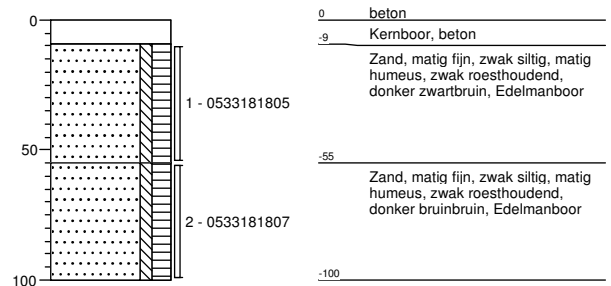 0
50
100
1 - 0533181805
2 - 0533181807
0
beton
-9
Kernboor, beton
Zand, matig fijn, zwak siltig, matig
humeus, zwak roesthoudend,
donker zwartbruin, Edelmanboor
-55
Zand, matig fijn, zwak siltig, matig
humeus, zwak roesthoudend,
donker bruinbruin, Edelmanboor
-100